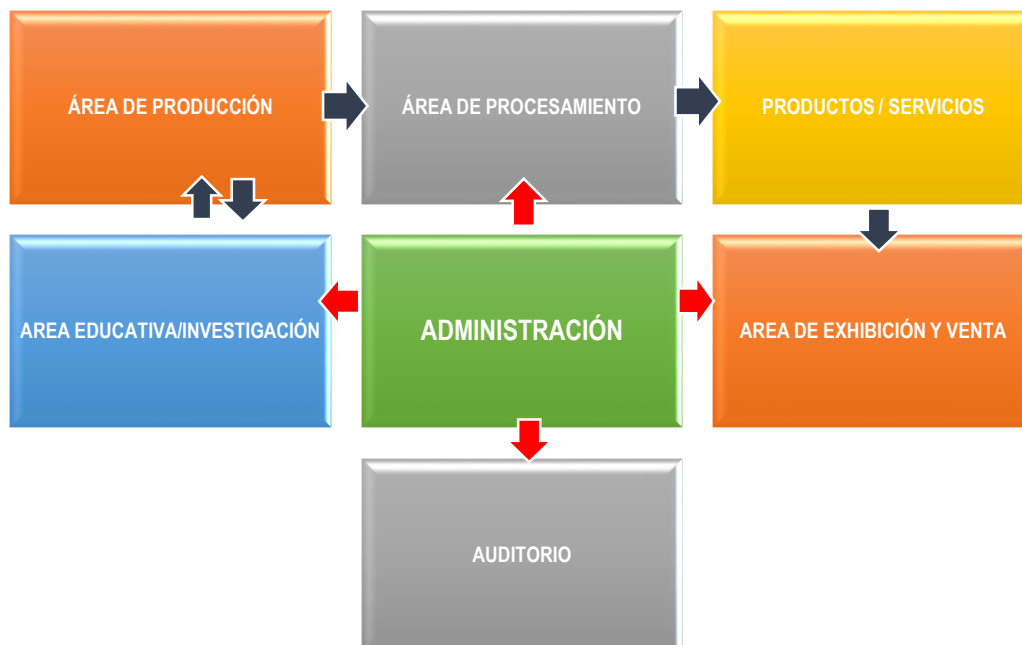 ÁREA DE PRODUCCIÓN
ÁREA DE PROCESAMIENTO
PRODUCTOS / SERVICIOS
AREA EDUCATIVA/INVESTIGACIÓN
ADMINISTRACIÓN
AREA DE EXHIBICIÓN Y VENTA
AUDITORIO